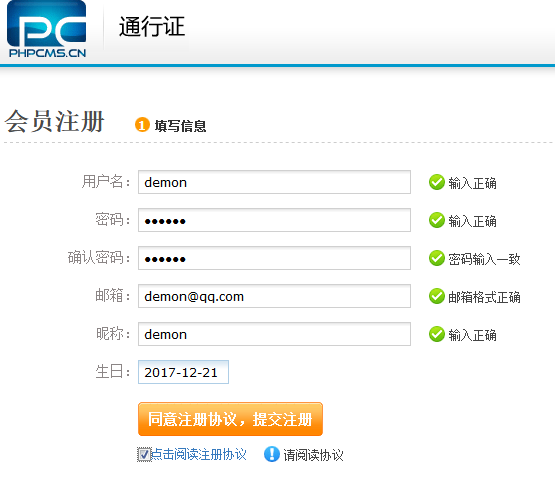 PC 通行证
PHPCMS.CN
会员注册 1 填写信息
用户名： demon 输入正确
密码： •••••• 输入正确
确认密码： •••••• 密码输入一致
邮箱： demon@qq.com 邮箱格式正确
昵称： demon 输入正确
生日： 2017-12-21
同意注册协议，提交注册
点击阅读注册协议 请阅读协议